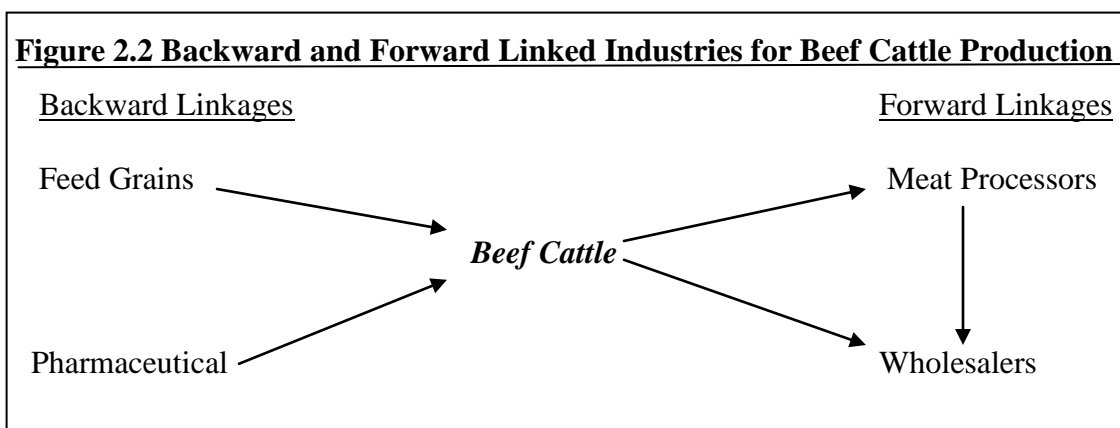 Figure 2.2 Backward and Forward Linked Industries for Beef Cattle Production
Backward Linkages Forward Linkages
Feed Grains Meat Processors
Beef Cattle
Pharmaceutical Wholesalers